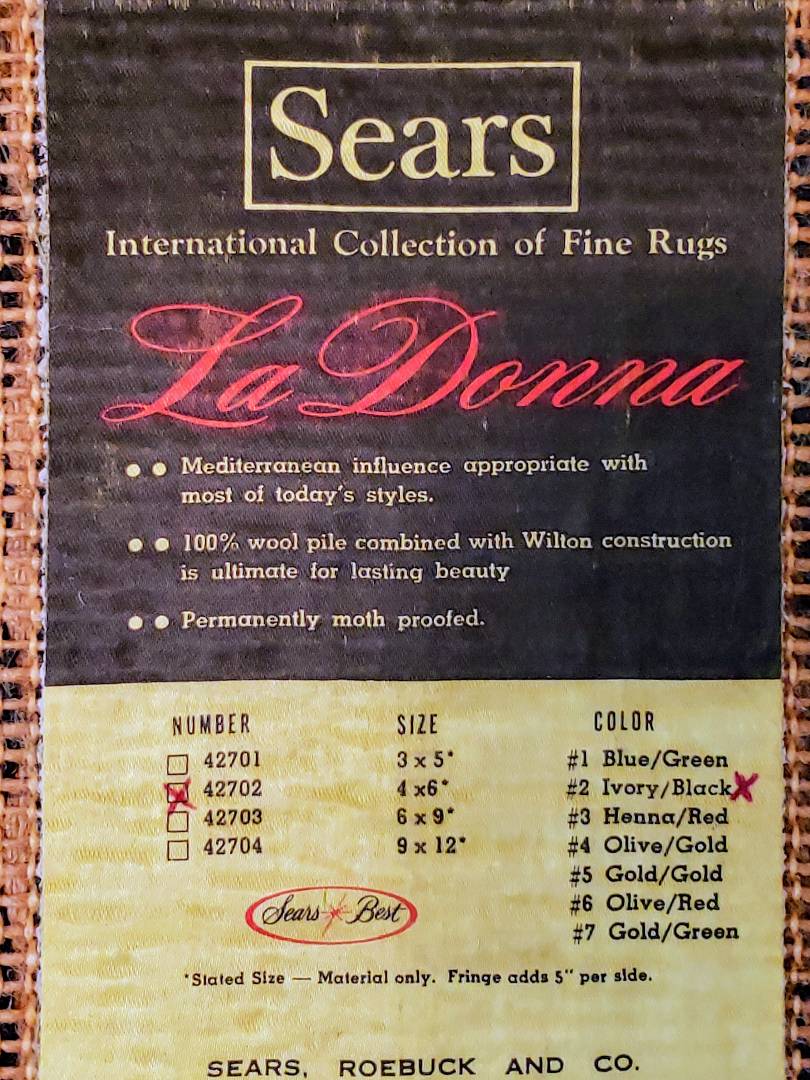 Sears
International Collection of Fine Rugs
La Donna
●● Mediterranean influence appropriate with
most of today's styles.
●● 100% wool pile combined with Wilton construction
is ultimate for lasting beauty
●● Permanently moth proofed.
NUMBER SIZE COLOR
☐ 42701 3 x 5* #1 Blue/Green
☒ 42702 4 x6* #2 Ivory/Black X
☐ 42703 6 x 9* #3 Henna/Red
☐ 42704 9 x 12* #4 Olive/Gold
#5 Gold/Gold
#6 Olive/Red
#7 Gold/Green
Sears Best
*Stated Size — Material only. Fringe adds 5" per side.
SEARS, ROEBUCK AND CO.